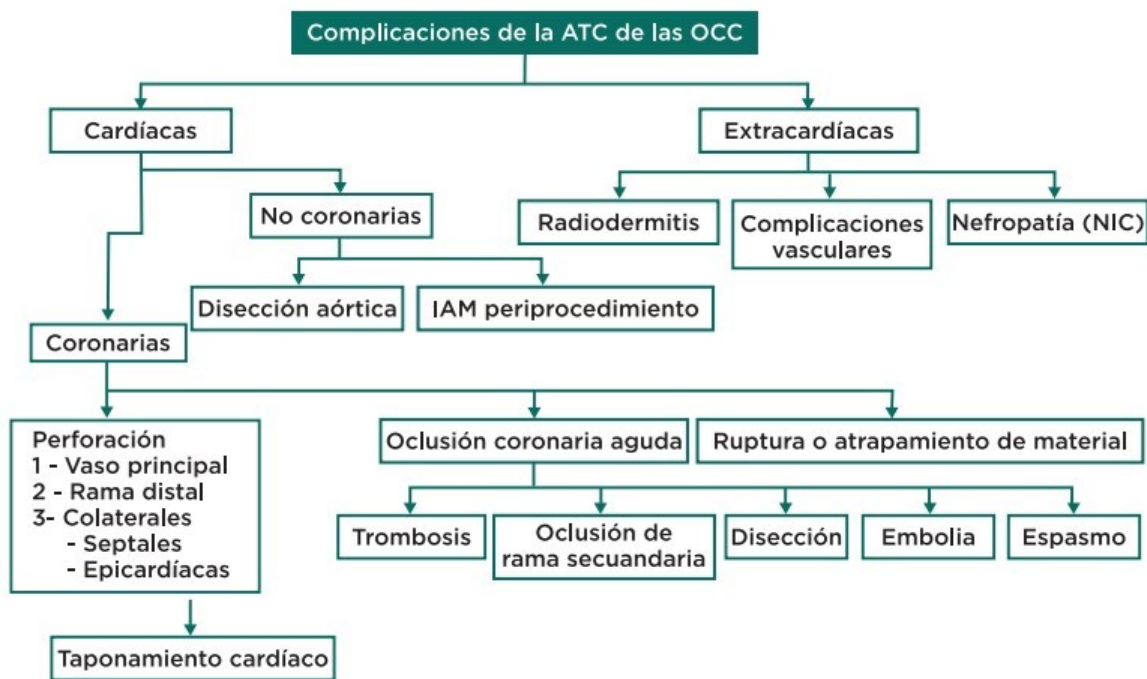 Complicaciones de la ATC de las OCC
Cardíacas
Extracardíacas
No coronarias
Radiodermitis
Complicaciones
vasculares
Nefropatía (NIC)
Disección aórtica
IAM periprocedimiento
Coronarias
Perforación
1 - Vaso principal
2 - Rama distal
3- Colaterales
- Septales
- Epicardíacas
Oclusión coronaria aguda
Ruptura o atrapamiento de material
Trombosis
Oclusión de
rama secuandaria
Disección
Embolia
Espasmo
Taponamiento cardíaco